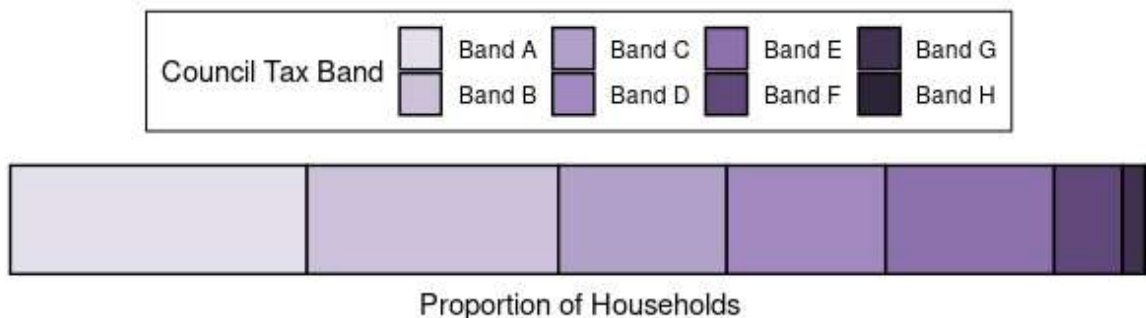 Council Tax Band
Band A
Band C
Band E
Band G
Band B
Band D
Band F
Band H
Proportion of Households